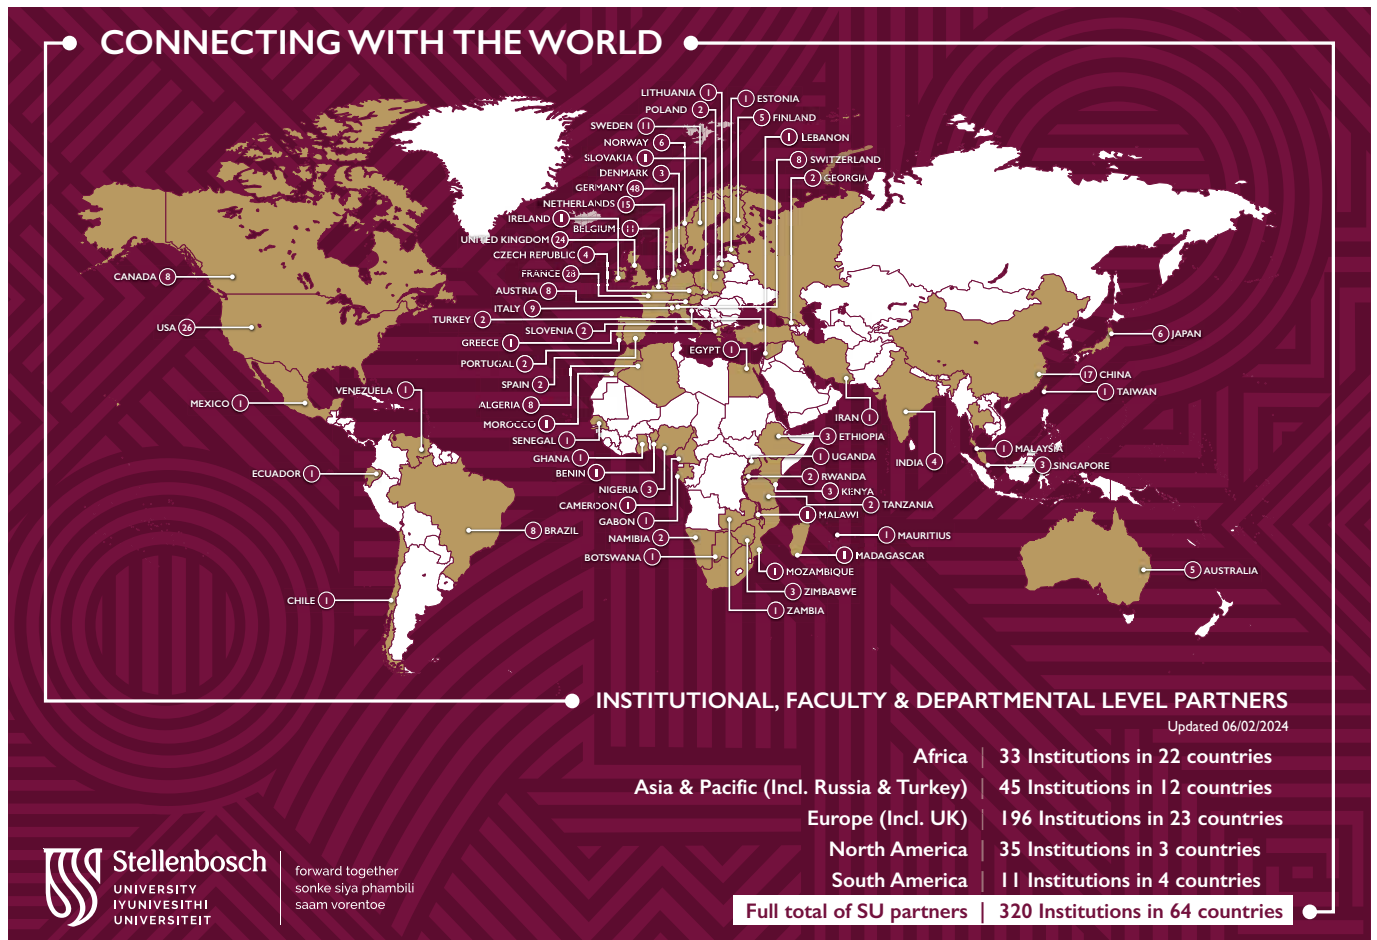 CONNECTING WITH THE WORLD
LITHUANIA 1
1 ESTONIA
POLAND 2
5 FINLAND
SWEDEN 11
1 LEBANON
NORWAY 6
SLOVAKIA 1
8 SWITZERLAND
DENMARK 3
2 GEORGIA
GERMANY 48
NETHERLANDS 15
IRELAND 1
BELGIUM 11
UNITED KINGDOM 24
CZECH REPUBLIC 4
FRANCE 28
CANADA 8
AUSTRIA 8
ITALY 9
TURKEY 2
USA 26
SLOVENIA 2
6 JAPAN
GREECE 1
EGYPT 1
PORTUGAL 2
17 CHINA
SPAIN 2
VENEZUELA 1
1 TAIWAN
MEXICO 1
ALGERIA 8
IRAN 1
MOROCCO 1
SENEGAL 1
3 ETHIOPIA
1 MALAYSIA
GHANA 1
1 UGANDA
INDIA 4
3 SINGAPORE
ECUADOR 1
BENIN 1
2 RWANDA
NIGERIA 3
3 KENYA
CAMEROON 1
2 TANZANIA
GABON 1
1 MALAWI
8 BRAZIL
NAMIBIA 2
1 MAURITIUS
BOTSWANA 1
1 MADAGASCAR
1 MOZAMBIQUE
5 AUSTRALIA
3 ZIMBABWE
CHILE 1
1 ZAMBIA
INSTITUTIONAL, FACULTY & DEPARTMENTAL LEVEL PARTNERS
Updated 06/02/2024
Africa | 33 Institutions in 22 countries
Asia & Pacific (Incl. Russia & Turkey) | 45 Institutions in 12 countries
Europe (Incl. UK) | 196 Institutions in 23 countries
North America | 35 Institutions in 3 countries
South America | 11 Institutions in 4 countries
Full total of SU partners | 320 Institutions in 64 countries
Stellenbosch
UNIVERSITY
IYUNIVESITHI
UNIVERSITEIT
forward together
sonke siya phambili
saam vorentoe